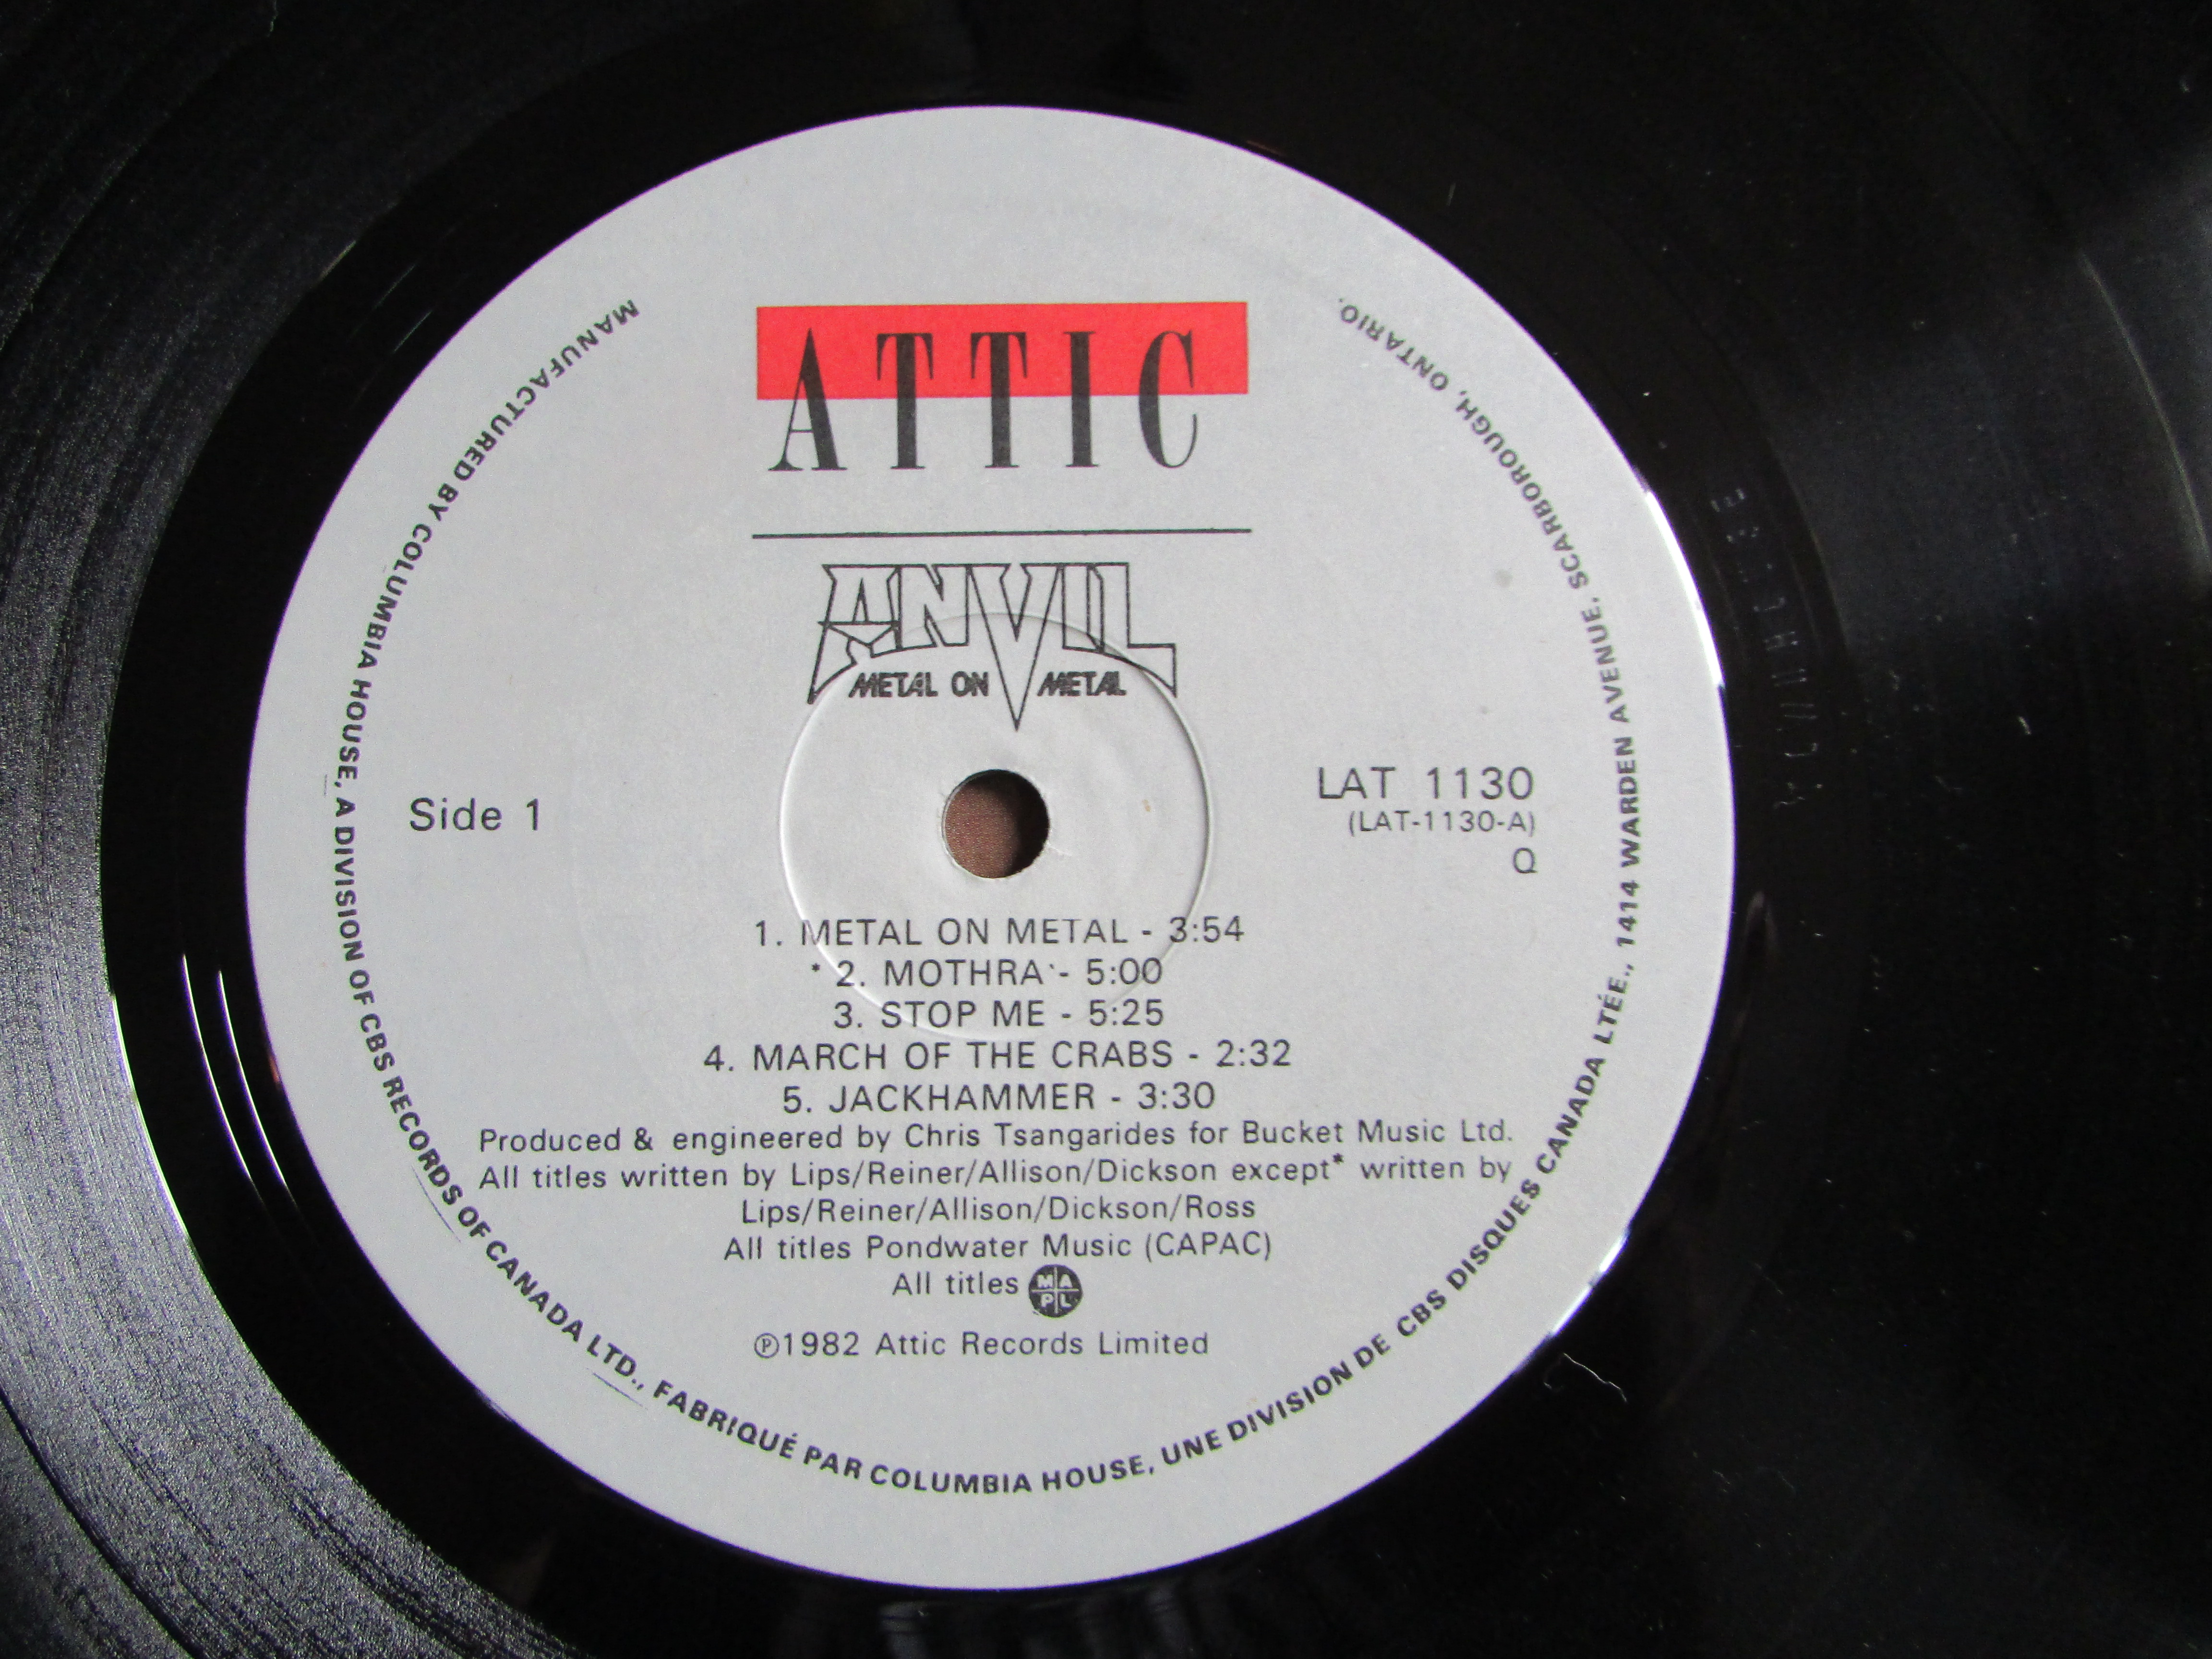 ATTIC
ANVIL
METAL ON METAL
Side 1
LAT 1130
(LAT-1130-A)
Q
1. METAL ON METAL - 3:54
* 2. MOTHRA - 5:00
3. STOP ME - 5:25
4. MARCH OF THE CRABS - 2:32
5. JACKHAMMER - 3:30
Produced & engineered by Chris Tsangarides for Bucket Music Ltd.
All titles written by Lips/Reiner/Allison/Dickson except* written by
Lips/Reiner/Allison/Dickson/Ross
All titles Pondwater Music (CAPAC)
All titles MAPL
℗1982 Attic Records Limited
MANUFACTURED BY COLUMBIA HOUSE, A DIVISION OF CBS RECORDS OF CANADA LTD., FABRIQUÉ PAR COLUMBIA HOUSE, UNE DIVISION DE CBS DISQUES CANADA LTÉE., 1414 WARDEN AVENUE, SCARBOROUGH, ONTARIO.